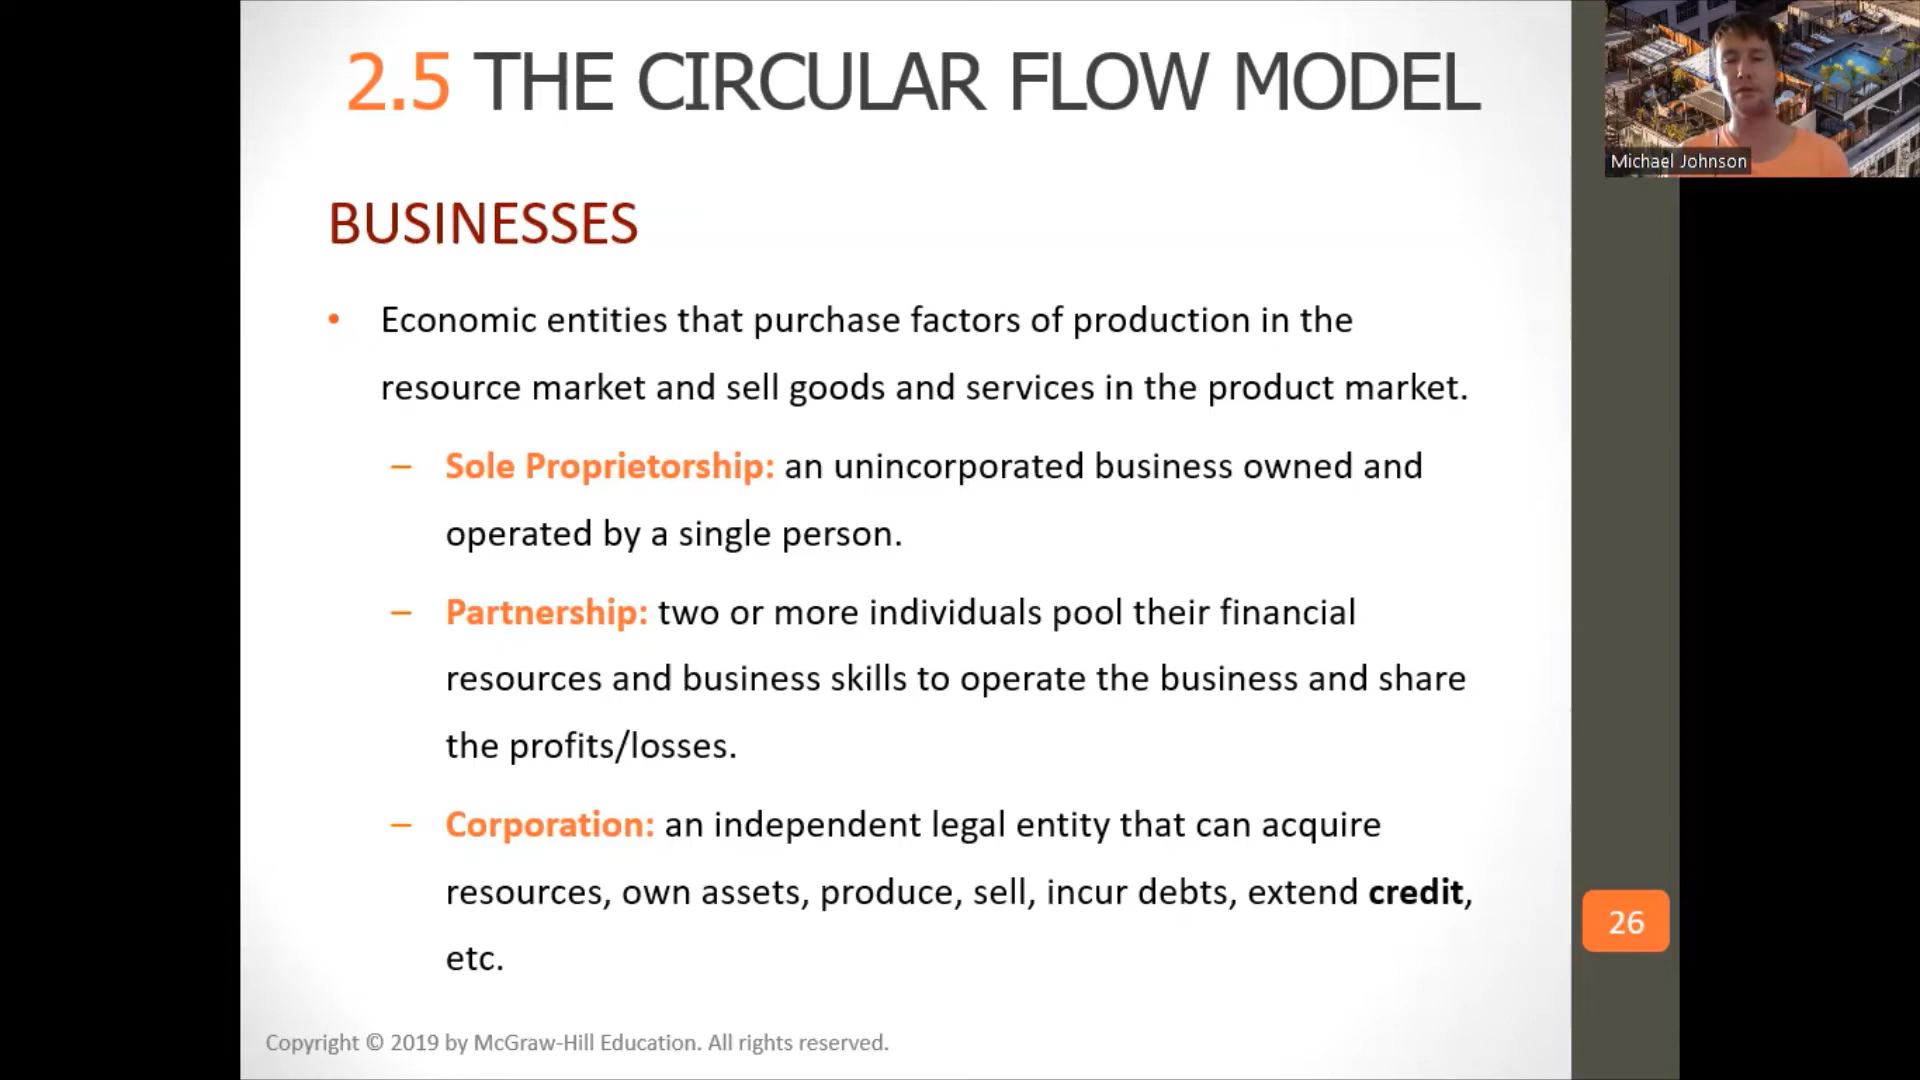 2.5 THE CIRCULAR FLOW MODEL
Michael Johnson
BUSINESSES
• Economic entities that purchase factors of production in the
resource market and sell goods and services in the product market.
– Sole Proprietorship: an unincorporated business owned and
operated by a single person.
– Partnership: two or more individuals pool their financial
resources and business skills to operate the business and share
the profits/losses.
– Corporation: an independent legal entity that can acquire
resources, own assets, produce, sell, incur debts, extend credit,
etc.
26
Copyright © 2019 by McGraw-Hill Education. All rights reserved.